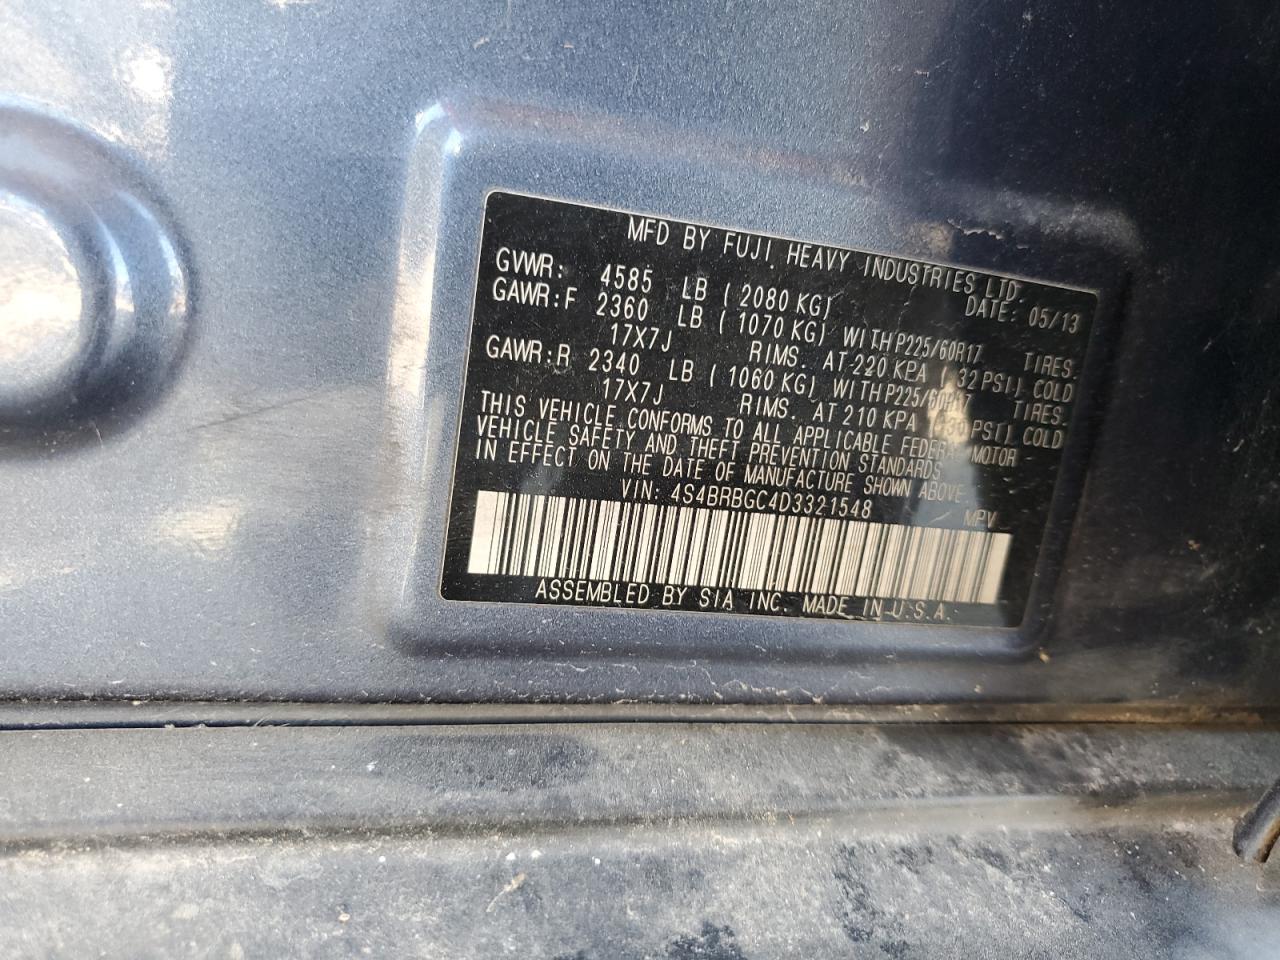 MFD BY FUJI HEAVY INDUSTRIES LTD.
DATE: 05/13
GVWR: 4585 LB ( 2080 KG)
GAWR:F 2360 LB ( 1070 KG) WITH P225/60R17 TIRES.
17X7J RIMS. AT 220 KPA ( 32 PSI) COLD
GAWR:R 2340 LB ( 1060 KG) WITH P225/60R17 TIRES.
17X7J RIMS. AT 210 KPA ( 30 PSI) COLD
THIS VEHICLE CONFORMS TO ALL APPLICABLE FEDERAL MOTOR
VEHICLE SAFETY AND THEFT PREVENTION STANDARDS
IN EFFECT ON THE DATE OF MANUFACTURE SHOWN ABOVE.
VIN: 4S4BRBGC4D3321548 MPV
ASSEMBLED BY SIA INC. MADE IN U.S.A.